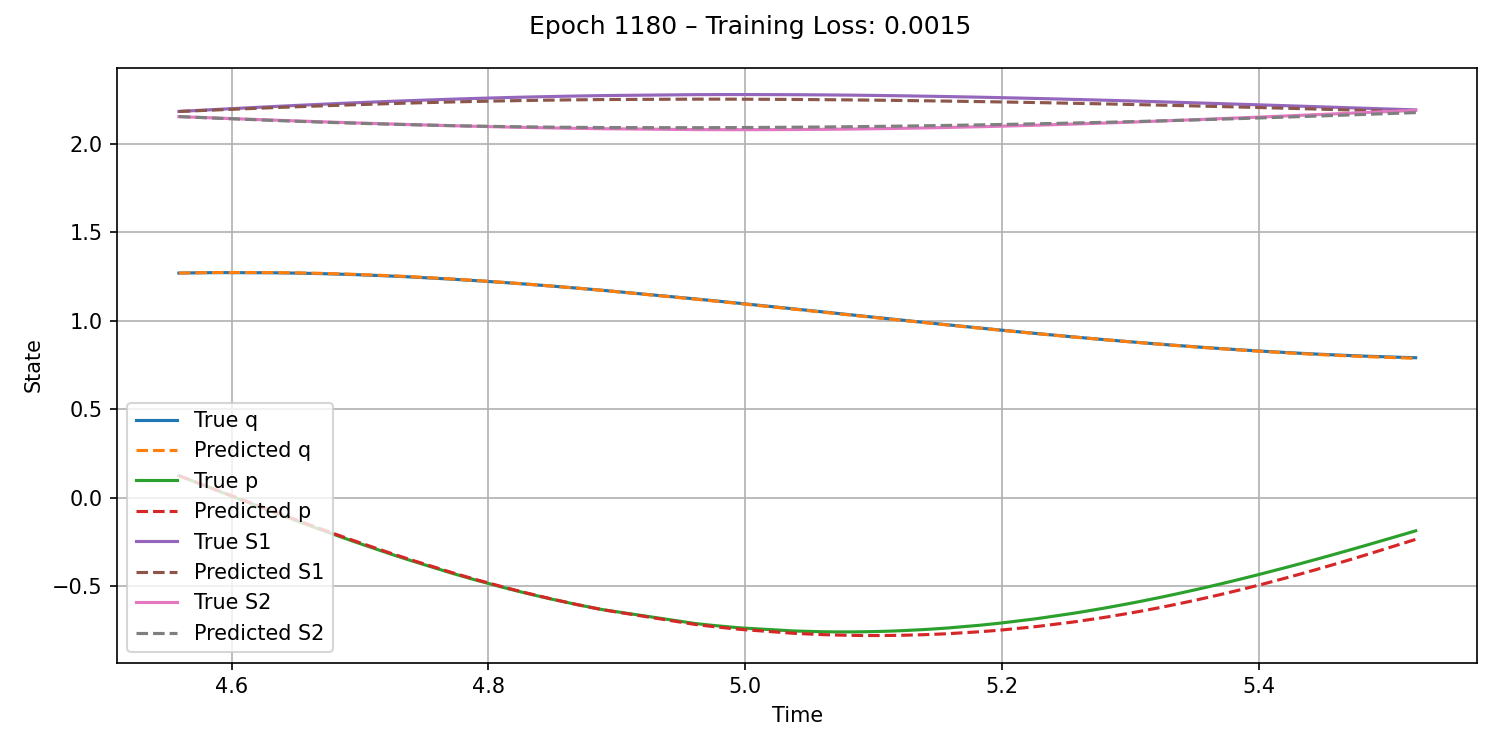 Epoch 1180 – Training Loss: 0.0015
State
2.0
1.5
1.0
0.5
0.0
−0.5
True q
Predicted q
True p
Predicted p
True S1
Predicted S1
True S2
Predicted S2
4.6 4.8 5.0 5.2 5.4
Time